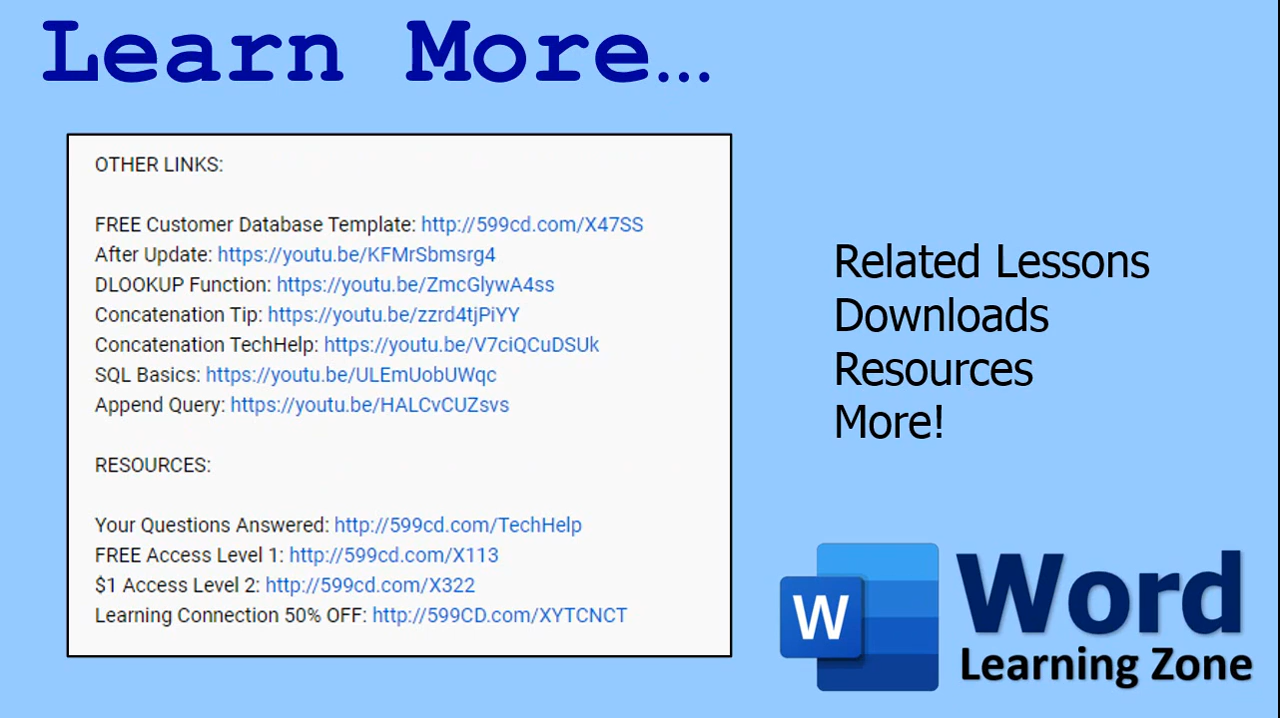 Learn More...
OTHER LINKS:
FREE Customer Database Template: http://599cd.com/X47SS
After Update: https://youtu.be/KFMrSbmsrg4
DLOOKUP Function: https://youtu.be/ZmcGlywA4ss
Concatenation Tip: https://youtu.be/zzrd4tjPiYY
Concatenation TechHelp: https://youtu.be/V7ciQCuDSUk
SQL Basics: https://youtu.be/ULEmUobUWqc
Append Query: https://youtu.be/HALCvCUZsvs
RESOURCES:
Your Questions Answered: http://599cd.com/TechHelp
FREE Access Level 1: http://599cd.com/X113
$1 Access Level 2: http://599cd.com/X322
Learning Connection 50% OFF: http://599CD.com/XYTCNCT
Related Lessons
Downloads
Resources
More!
W
Word
Learning Zone